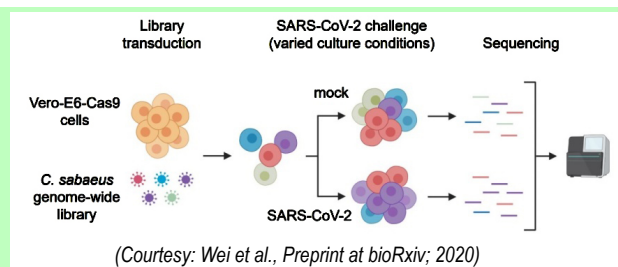 Library
transduction
SARS-CoV-2 challenge
(varied culture conditions)
Sequencing
Vero-E6-Cas9
cells
mock
C. sabaeus
genome-wide
library
SARS-CoV-2
(Courtesy: Wei et al., Preprint at bioRxiv; 2020)